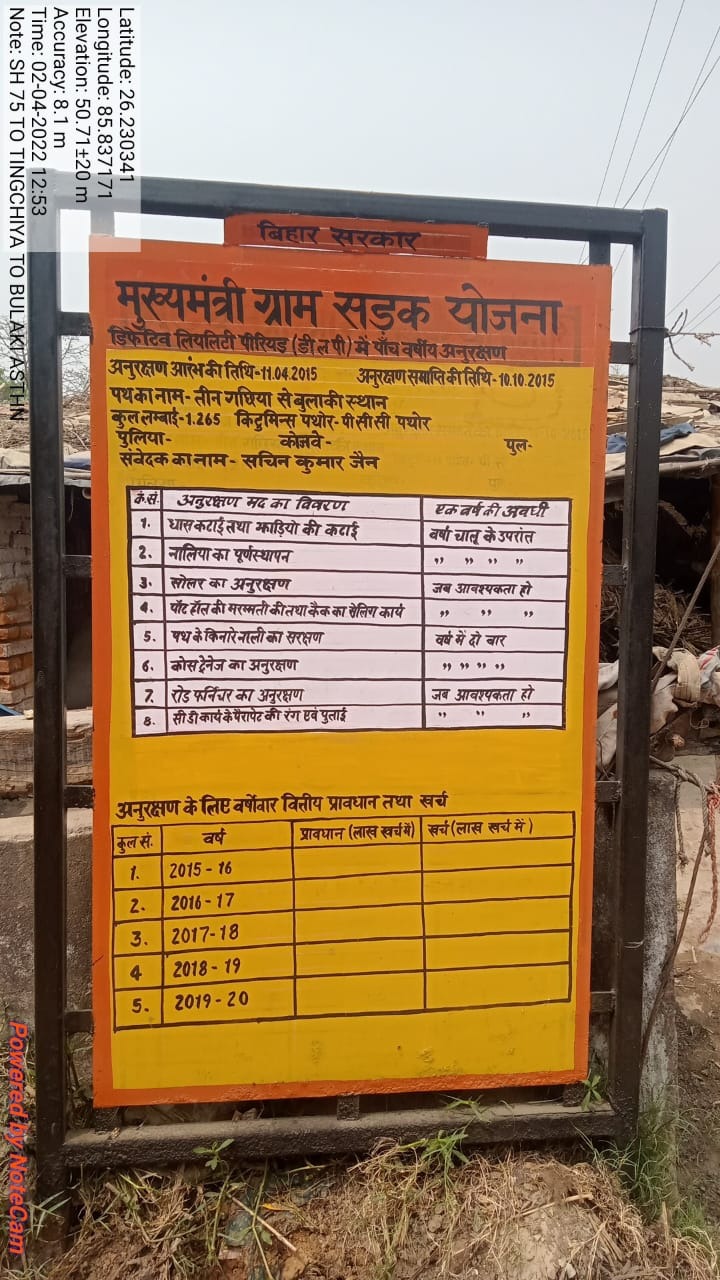 Latitude: 26.230341
Longitude: 85.837171
Elevation: 50.71±20 m
Accuracy: 8.1 m
Time: 02-04-2022 12:53
Note: SH 75 TO TINGCHIYA TO BULAKI ASTHN
बिहार सरकार
मुख्यमंत्री ग्राम सड़क योजना
डिफेंटिव लियलिटी पीरियड (डी ल पी) में पाँच वर्षीय अनुरक्षण
अनुरक्षण आरंभ की तिथि-11.04.2015 अनुरक्षण समाप्ति की तिथि-10.10.2015
पथ का नाम- तीन गछिया से बुलाकी स्थान
कुल लम्बाई-1.265 किटुमिन्स पथोर-पी सी सी पथोर
पुलिया- कोजवे- पुल-
संवेदक का नाम- सचिन कुमार जैन
कं.सं. अनुरक्षण मद का विवरण एक वर्ष की अवधी
1. घास कटाई तथा झाड़ियो की कटाई वर्षा चालू के उपरांत
2. नालिया का पूर्णस्थापन ,, ,, ,, ,,
3. सोलर का अनुरक्षण जब आवश्यकता हो
4. पॉट हॉल की मरम्मती की तथा कैक का शेलिंग कार्य ,, ,, ,,
5. पथ के किनारे नाली का सरक्षण वर्ष में दो बार
6. कोस ट्रेनेज का अनुरक्षण ,, ,, ,, ,,
7. रोड फर्निचर का अनुरक्षण जब आवश्यकता हो
8. सी डी कार्य के पैरापेट की रंग एवं पुताई ,, ,, ,,
अनुरक्षण के लिए वर्षोवार वित्तीय प्रावधान तथा खर्च
कुल सं. वर्ष प्रावधान (लाख खर्च में) खर्च (लाख खर्च में)
1. 2015-16
2. 2016-17
3. 2017-18
4 2018-19
5. 2019-20
Powered by NoteCam